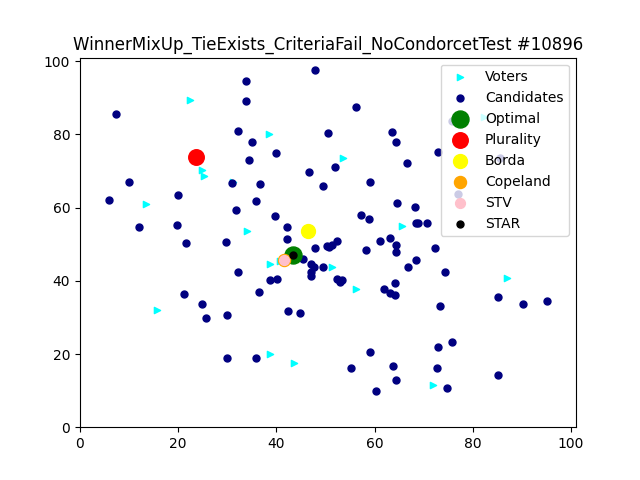 WinnerMixUp_TieExists_CriteriaFail_NoCondorcetTest #10896
100
80
60
40
20
0
0 20 40 60 80 100
Voters
Candidates
Optimal
Plurality
Borda
Copeland
STV
STAR